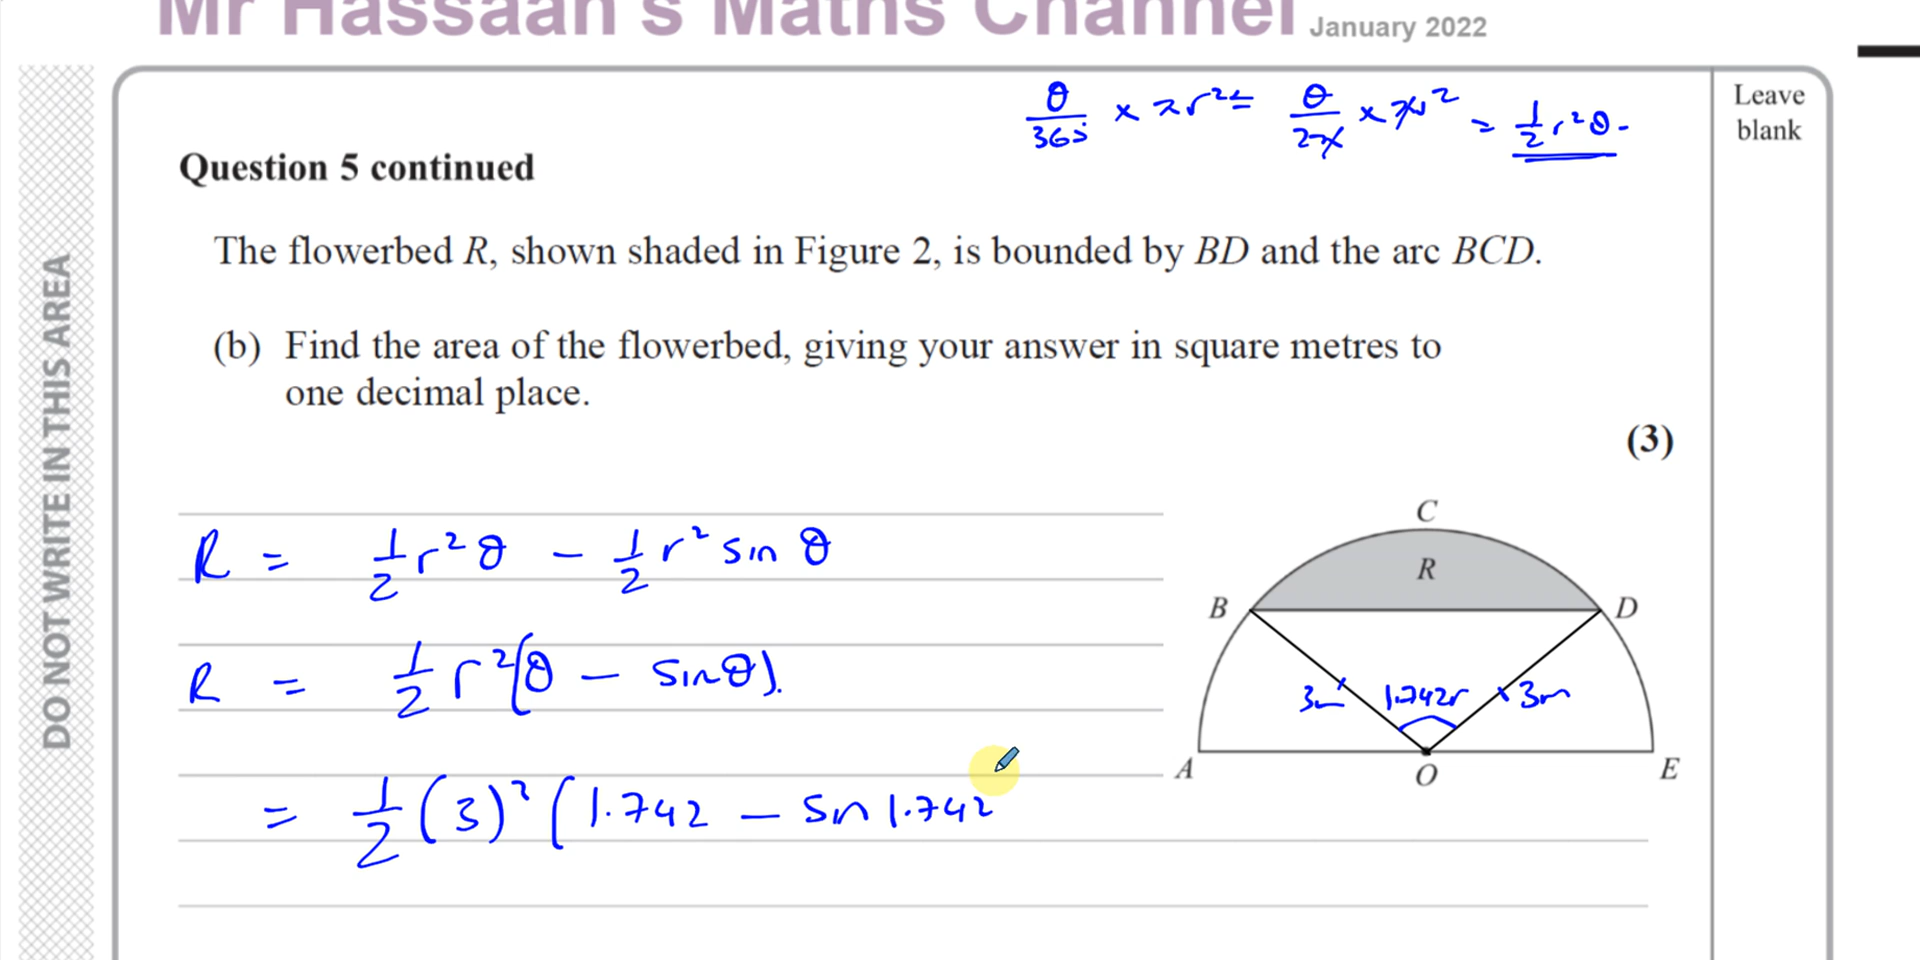 Mr Hassaan's Maths Channel January 2022
Leave
blank
θ/360 × πr² = θ/2π × πr² = ½r²θ.
Question 5 continued
The flowerbed R, shown shaded in Figure 2, is bounded by BD and the arc BCD.
(b) Find the area of the flowerbed, giving your answer in square metres to
one decimal place.
(3)
R = ½r²θ − ½r² sin θ
R = ½r²(θ − sinθ).
= ½(3)²(1.742 − sin 1.742
C
R
B
D
3m
1.742r
3m
A
O
E
DO NOT WRITE IN THIS AREA